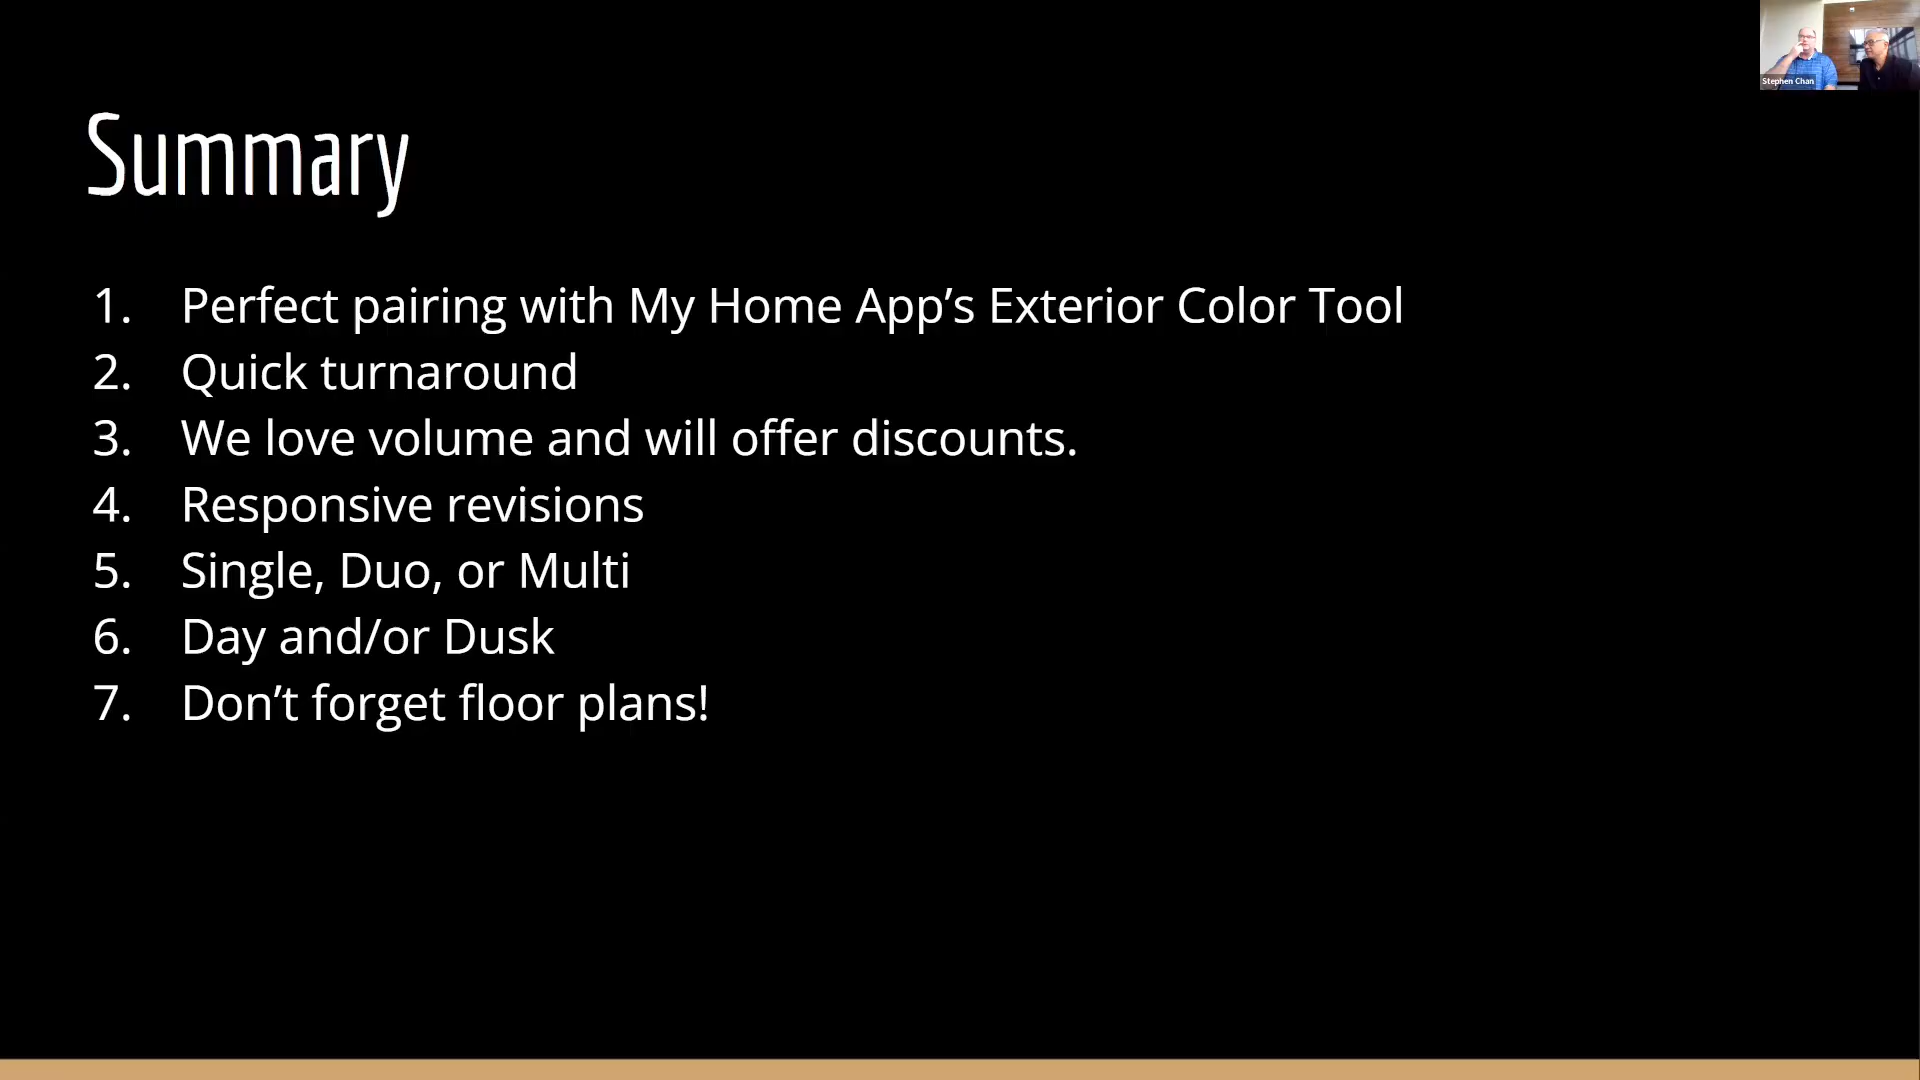 Stephen Chan
Summary
1. Perfect pairing with My Home App’s Exterior Color Tool
2. Quick turnaround
3. We love volume and will offer discounts.
4. Responsive revisions
5. Single, Duo, or Multi
6. Day and/or Dusk
7. Don’t forget floor plans!